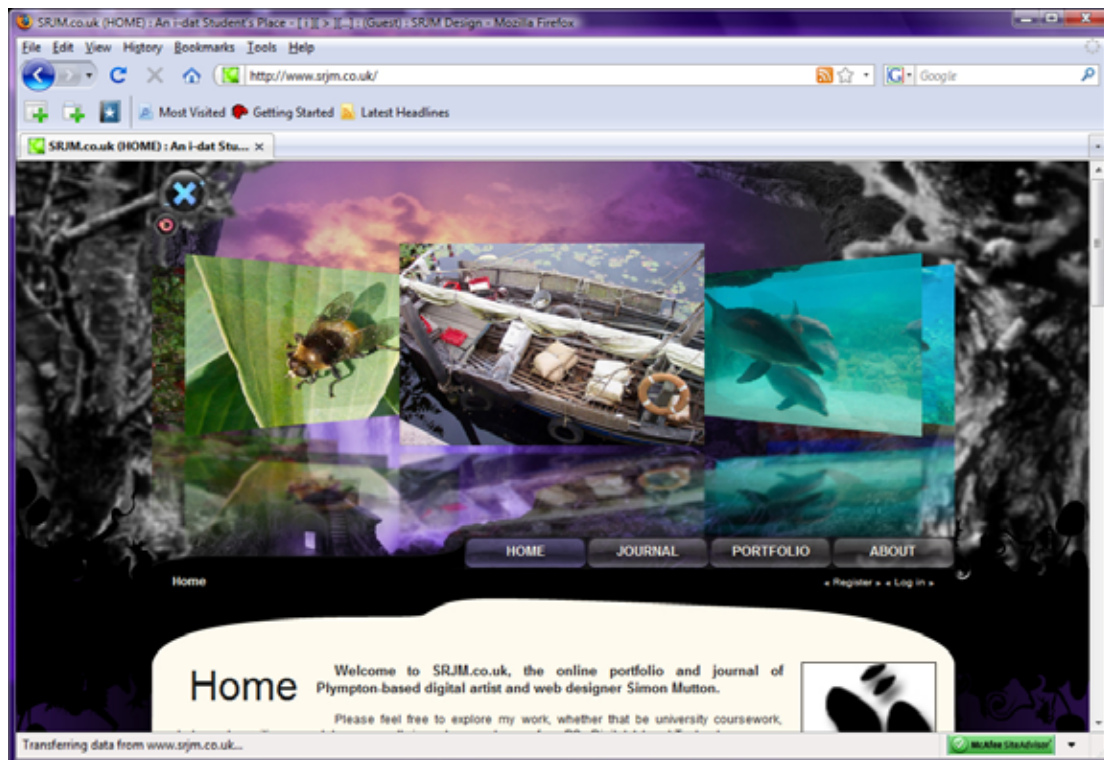 SRJM.co.uk (HOME) : An i-dat Student's Place - [ i ][ > ][...] : (Guest) : SRJM Design - Mozilla Firefox
File Edit View History Bookmarks Tools Help
http://www.srjm.co.uk/ Google
Most Visited Getting Started Latest Headlines
SRJM.co.uk (HOME) : An i-dat Stu...
HOME JOURNAL PORTFOLIO ABOUT
Home « Register » « Log in »
Home
Welcome to SRJM.co.uk, the online portfolio and journal of
Plympton-based digital artist and web designer Simon Mutton.
Please feel free to explore my work, whether that be university coursework,
Transferring data from www.srjm.co.uk...
McAfee SiteAdvisor